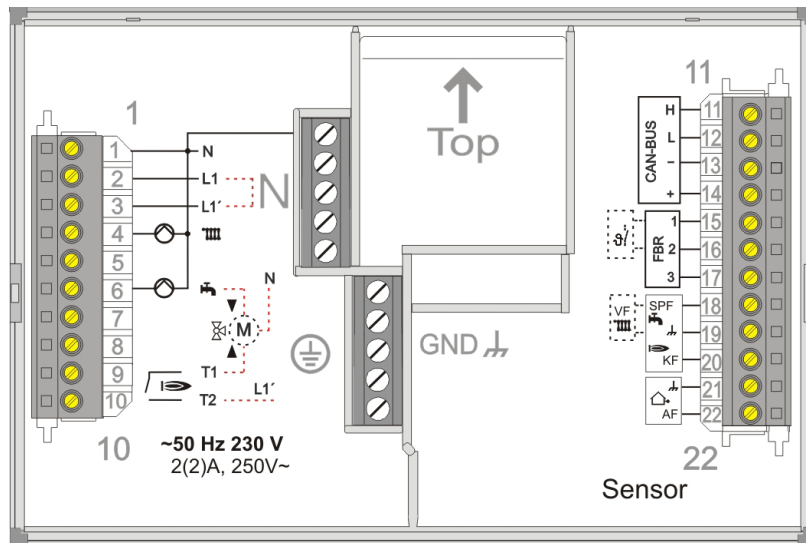 1
1
2
3
4
5
6
7
8
9
10
10
N
L1
L1´
N
M
T1
T2
L1´
~50 Hz 230 V
2(2)A, 250V~
N
Top
GND
11
H
L
−
+
CAN-BUS
1
2
3
FBR
ϑ
VF
SPF
KF
AF
11
12
13
14
15
16
17
18
19
20
21
22
22
Sensor